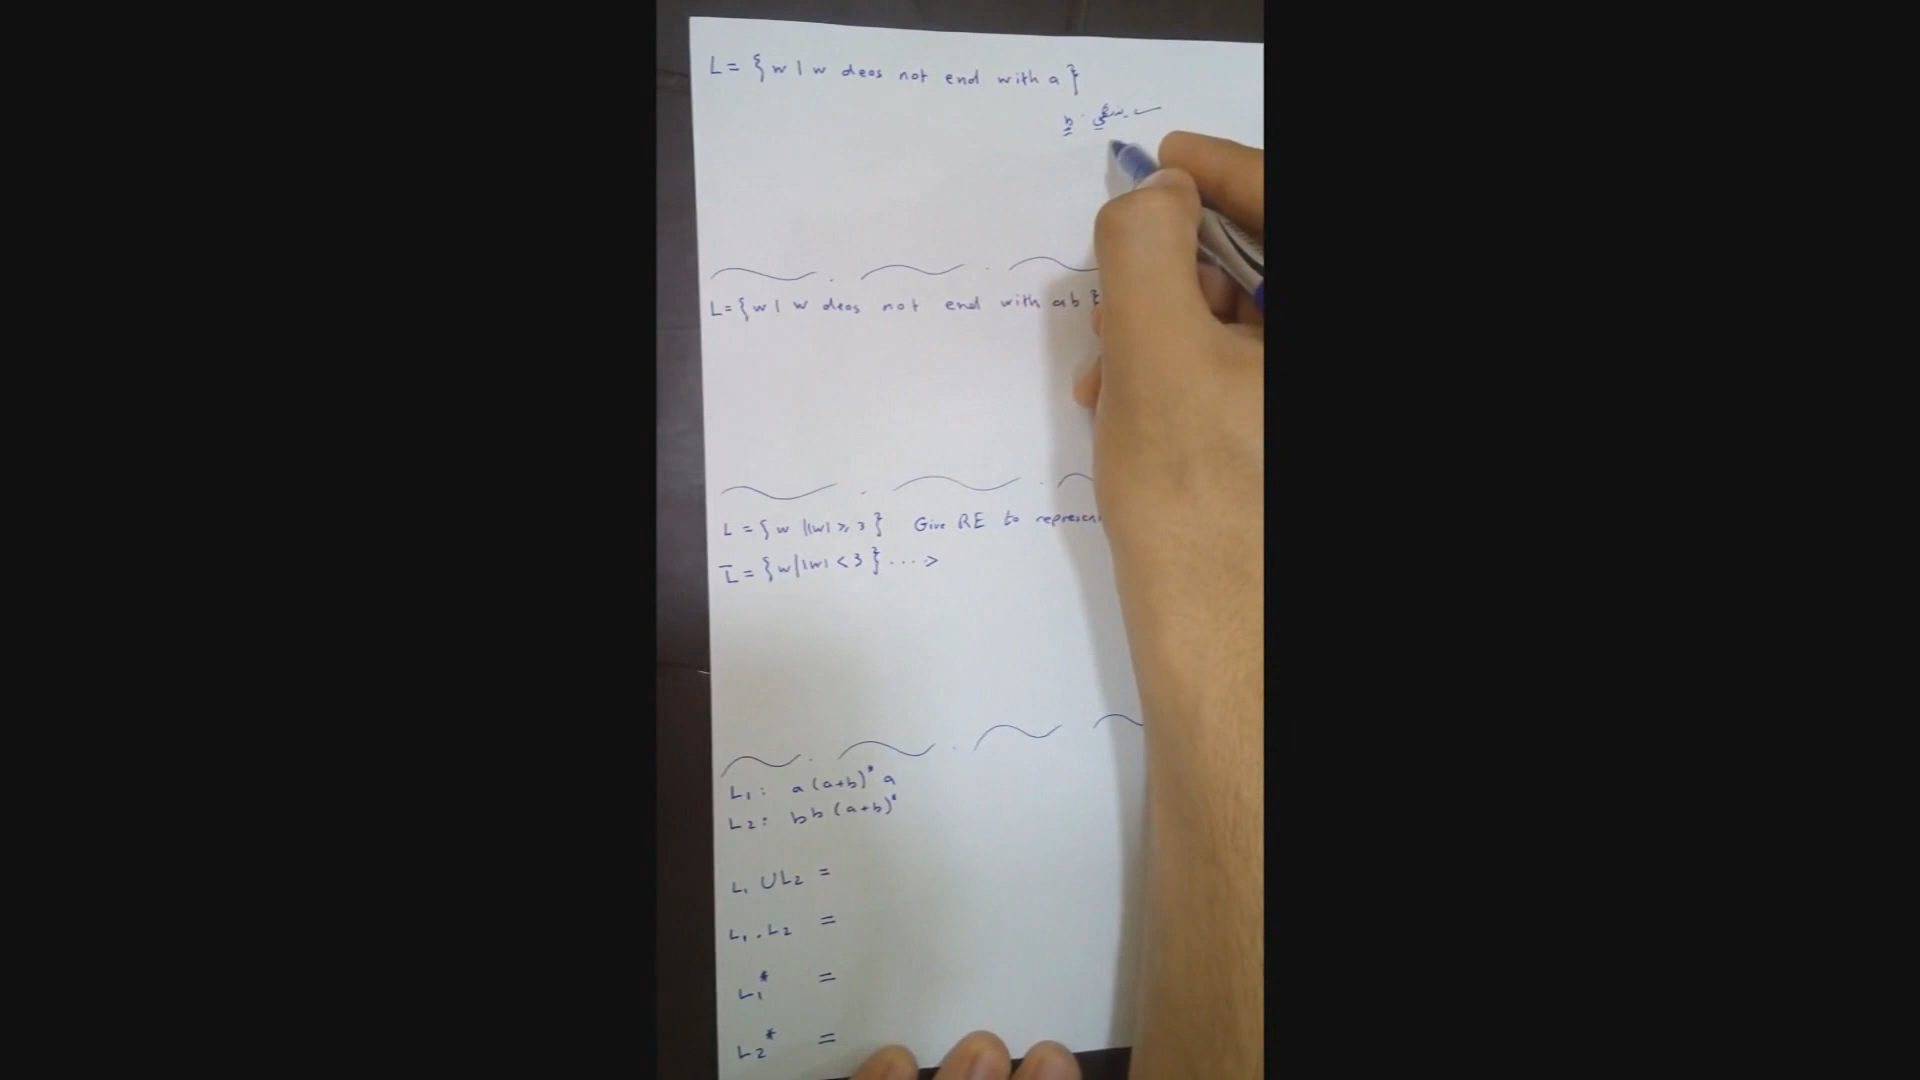 L = { w | w deos not end with a }
b
L = { w | w deos not end with ab }
L = { w | |w| ≥ 3 } Give RE to represent
L̅ = { w | |w| < 3 } ....>
L₁ : a (a+b)* a
L₂ : bb (a+b)*
L₁ ∪ L₂ =
L₁ . L₂ =
L₁* =
L₂* =